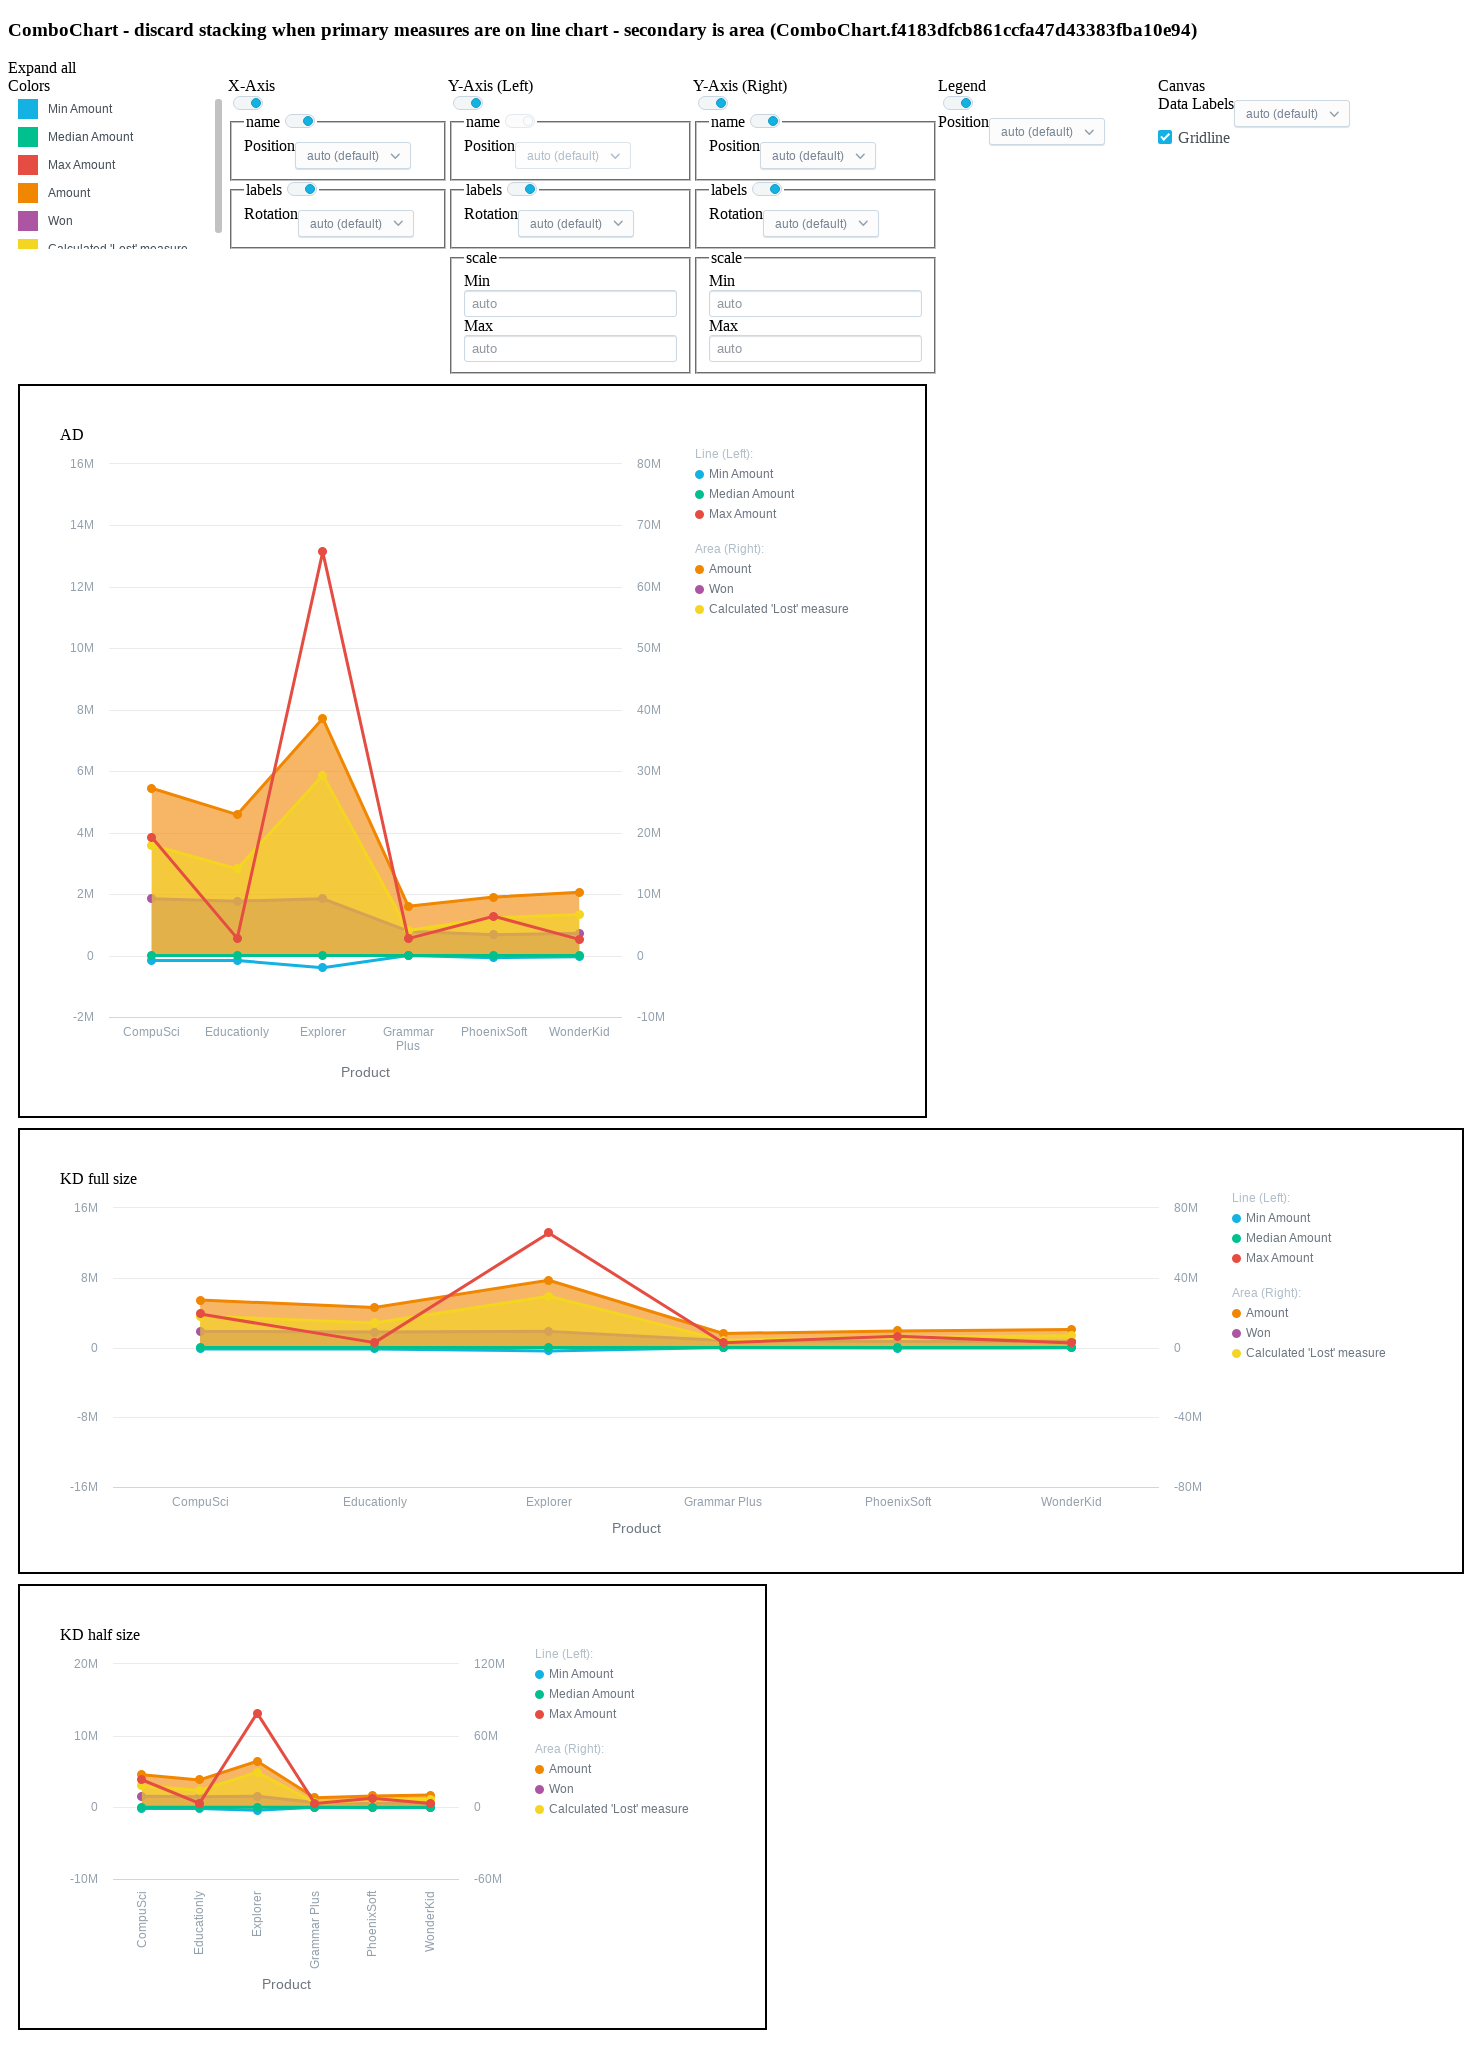 ComboChart - discard stacking when primary measures are on line chart - secondary is area (ComboChart.f4183dfcb861ccfa47d43383fba10e94)
Expand all
Colors
Min Amount
Median Amount
Max Amount
Amount
Won
Calculated 'Lost' measure
X-Axis
name
Position auto (default)
labels
Rotation auto (default)
Y-Axis (Left)
name
Position auto (default)
labels
Rotation auto (default)
scale
Min
auto
Max
auto
Y-Axis (Right)
name
Position auto (default)
labels
Rotation auto (default)
scale
Min
auto
Max
auto
Legend
Position auto (default)
Canvas
Data Labels auto (default)
Gridline
AD
16M
14M
12M
10M
8M
6M
4M
2M
0
-2M
80M
70M
60M
50M
40M
30M
20M
10M
0
-10M
CompuSci
Educationly
Explorer
Grammar
Plus
PhoenixSoft
WonderKid
Product
Line (Left):
Min Amount
Median Amount
Max Amount
Area (Right):
Amount
Won
Calculated 'Lost' measure
KD full size
16M
8M
0
-8M
-16M
80M
40M
0
-40M
-80M
CompuSci
Educationly
Explorer
Grammar Plus
PhoenixSoft
WonderKid
Product
Line (Left):
Min Amount
Median Amount
Max Amount
Area (Right):
Amount
Won
Calculated 'Lost' measure
KD half size
20M
10M
0
-10M
120M
60M
0
-60M
CompuSci
Educationly
Explorer
Grammar Plus
PhoenixSoft
WonderKid
Product
Line (Left):
Min Amount
Median Amount
Max Amount
Area (Right):
Amount
Won
Calculated 'Lost' measure